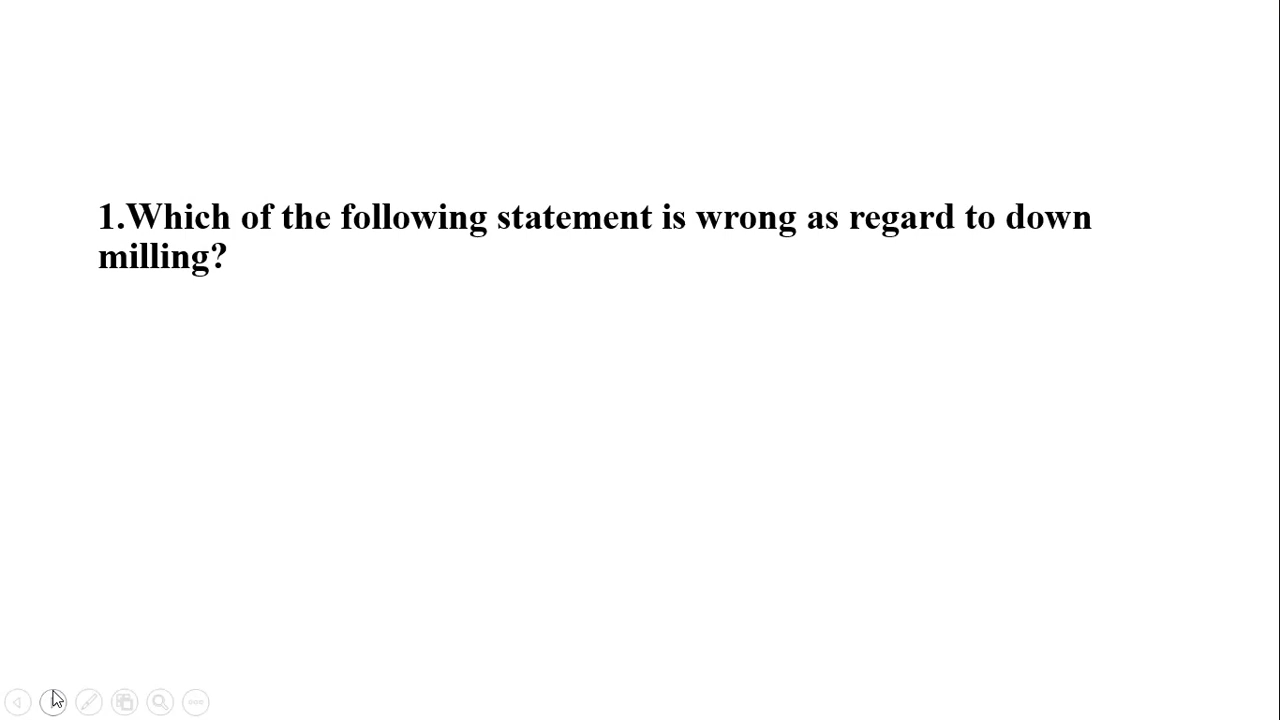 1.Which of the following statement is wrong as regard to down
milling?